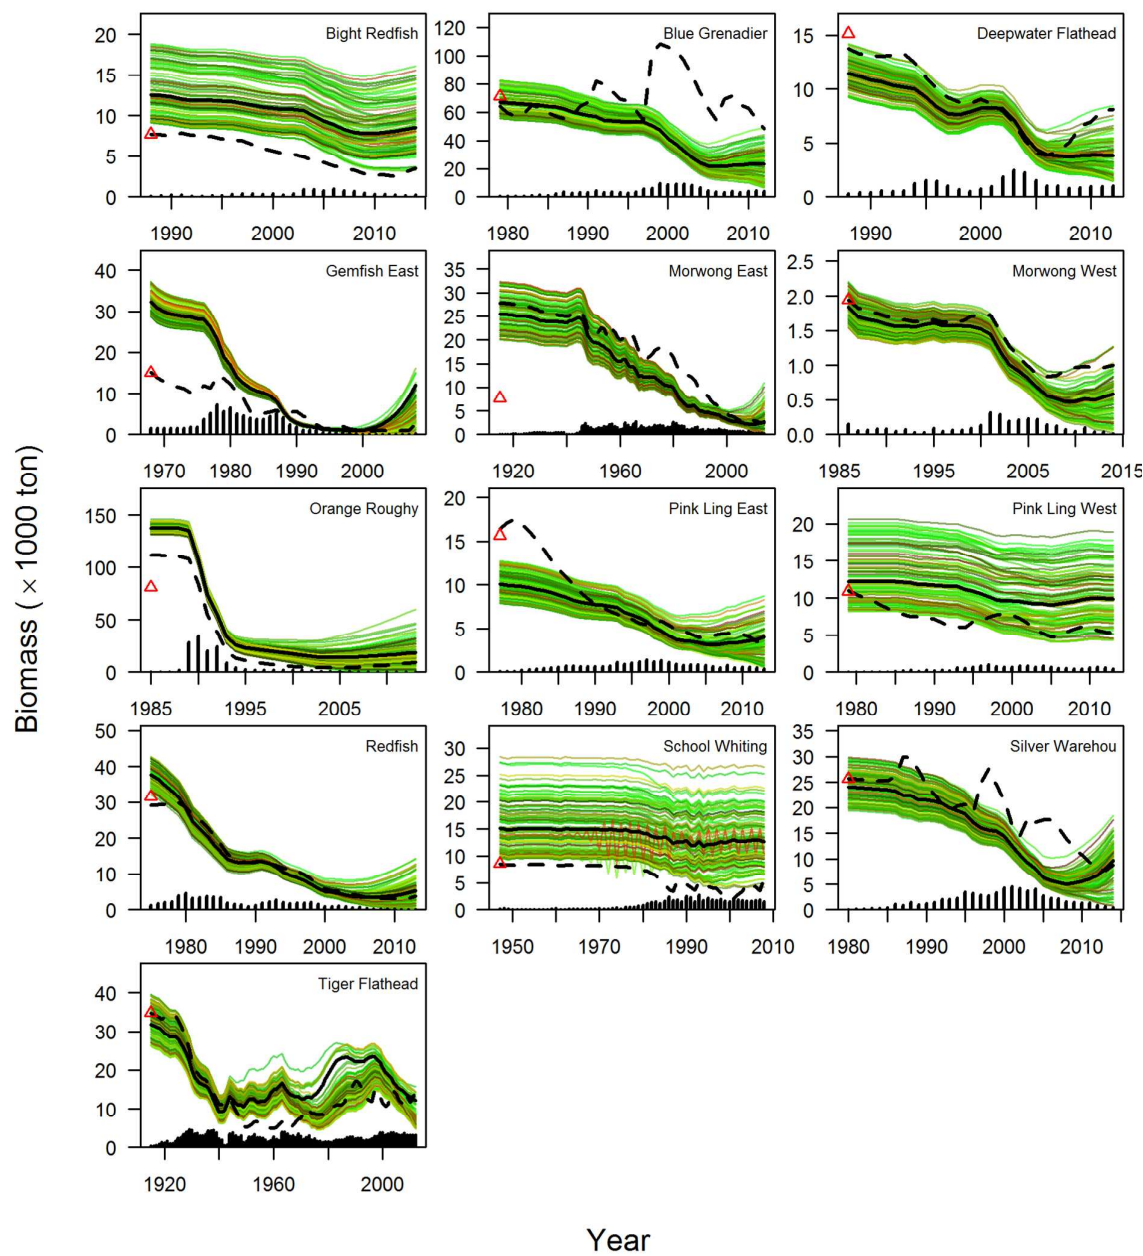 Bight Redfish
Blue Grenadier
Deepwater Flathead
20
15
10
5
0
1990 2000 2010
120
100
80
60
40
20
0
1980 1990 2000 2010
15
10
5
0
1990 2000 2010
Gemfish East
Morwong East
Morwong West
40
30
20
10
0
1970 1980 1990 2000
35
30
25
20
15
10
5
0
1920 1960 2000
2.5
2.0
1.5
1.0
0.5
0.0
1985 1995 2005 2015
Orange Roughy
Pink Ling East
Pink Ling West
150
100
50
0
1985 1995 2005
20
15
10
5
0
1980 1990 2000 2010
20
15
10
5
0
1980 1990 2000 2010
Redfish
School Whiting
Silver Warehou
50
40
30
20
10
0
1980 1990 2000 2010
30
25
20
15
10
5
0
1950 1970 1990 2010
35
30
25
20
15
10
5
0
1980 1990 2000 2010
Tiger Flathead
40
30
20
10
0
1920 1960 2000
Biomass ( × 1000 ton)
Year